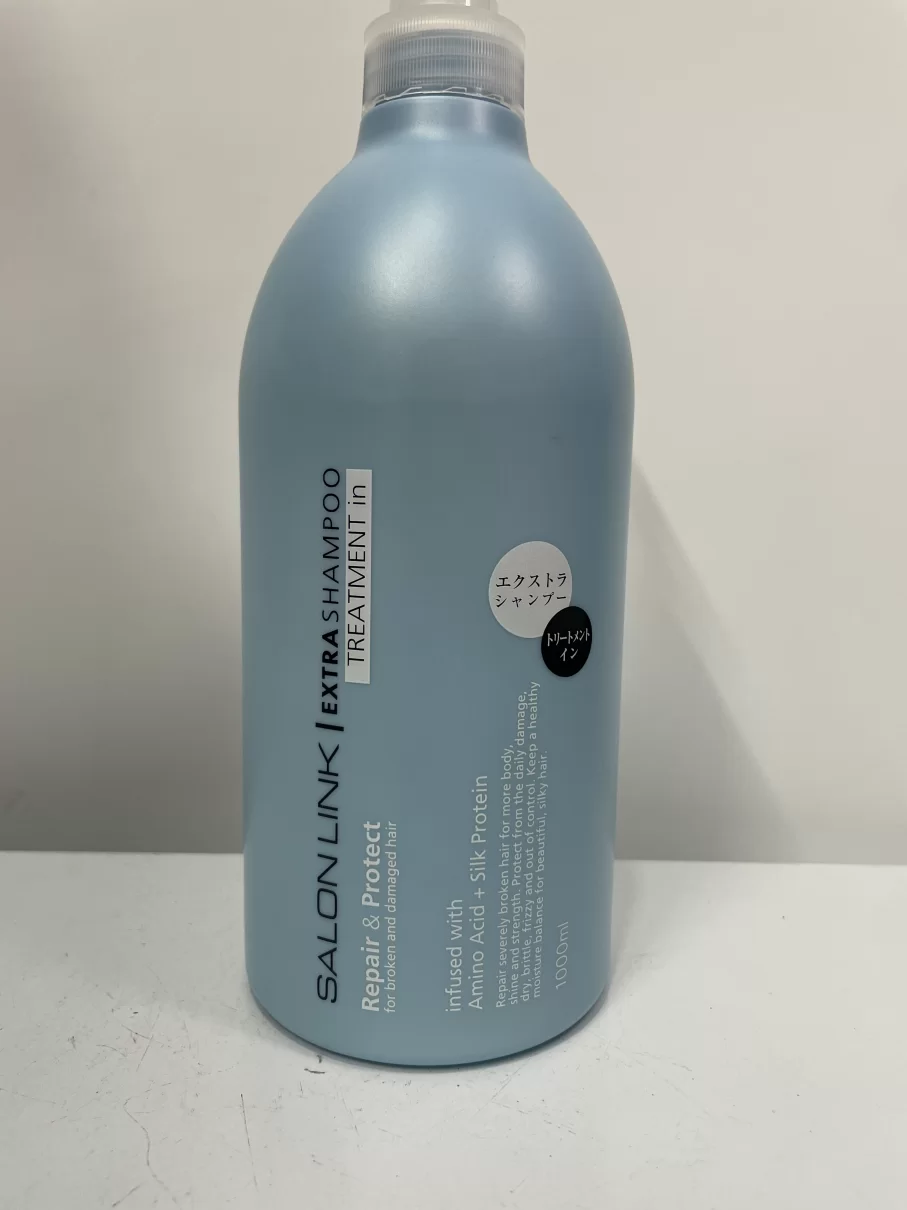 SALON LINK | EXTRA SHAMPOO
TREATMENT in
Repair & Protect
for broken and damaged hair
infused with
Amino Acid + Silk Protein
Repair severely broken hair for more body,
shine and strength. Protect from the daily damage,
dry, brittle, frizzy and out of control. Keep a healthy
moisture balance for beautiful, silky hair.
1000ml
エクストラ
シャンプー
トリートメント
イン